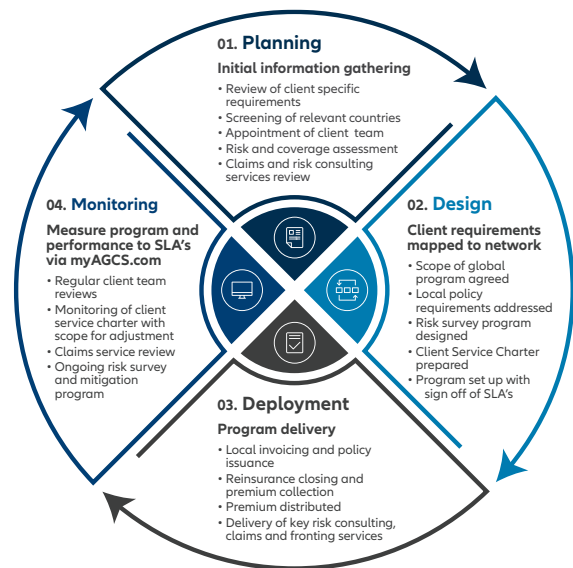 01. Planning
Initial information gathering
• Review of client specific
requirements
• Screening of relevant countries
• Appointment of client team
• Risk and coverage assessment
• Claims and risk consulting
services review
02. Design
Client requirements
mapped to network
• Scope of global
program agreed
• Local policy
requirements addressed
• Risk survey program
designed
• Client Service Charter
prepared
• Program set up with
sign off of SLA's
03. Deployment
Program delivery
• Local invoicing and policy
issuance
• Reinsurance closing and
premium collection
• Premium distributed
• Delivery of key risk consulting,
claims and fronting services
04. Monitoring
Measure program and
performance to SLA's
via myAGCS.com
• Regular client team
reviews
• Monitoring of client
service charter with
scope for adjustment
• Claims service review
• Ongoing risk survey
and mitigation
program